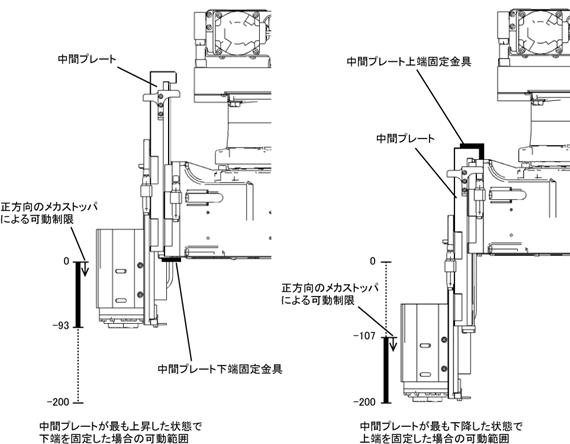 中間プレート
正方向のメカストッパ
による可動制限
0
-93
-200
中間プレート下端固定金具
中間プレートが最も上昇した状態で
下端を固定した場合の可動範囲
中間プレート上端固定金具
中間プレート
0
正方向のメカストッパ
による可動制限
-107
-200
中間プレートが最も下降した状態で
上端を固定した場合の可動範囲